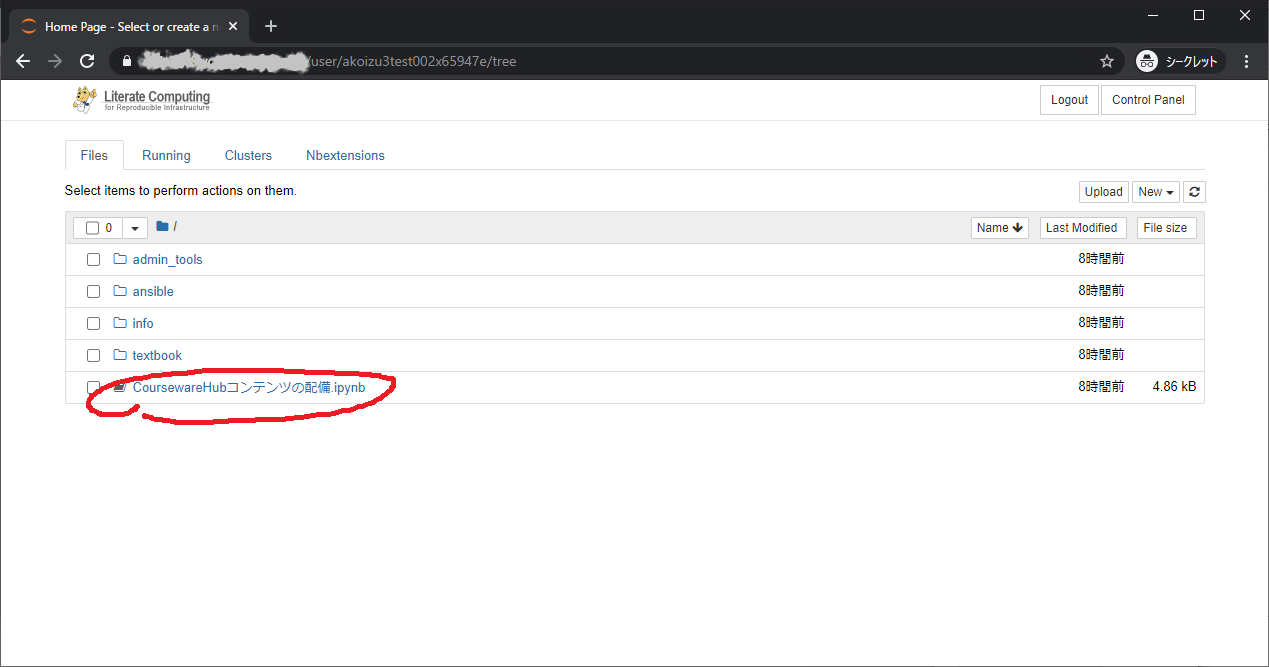 Home Page - Select or create a n
/user/akoizu3test002x65947e/tree
シークレット
Literate Computing
for Reproducible Infrastructure
Logout
Control Panel
Files
Running
Clusters
Nbextensions
Select items to perform actions on them.
Upload
New
0
/
Name
Last Modified
File size
admin_tools
8時間前
ansible
8時間前
info
8時間前
textbook
8時間前
CoursewareHubコンテンツの配備.ipynb
8時間前
4.86 kB